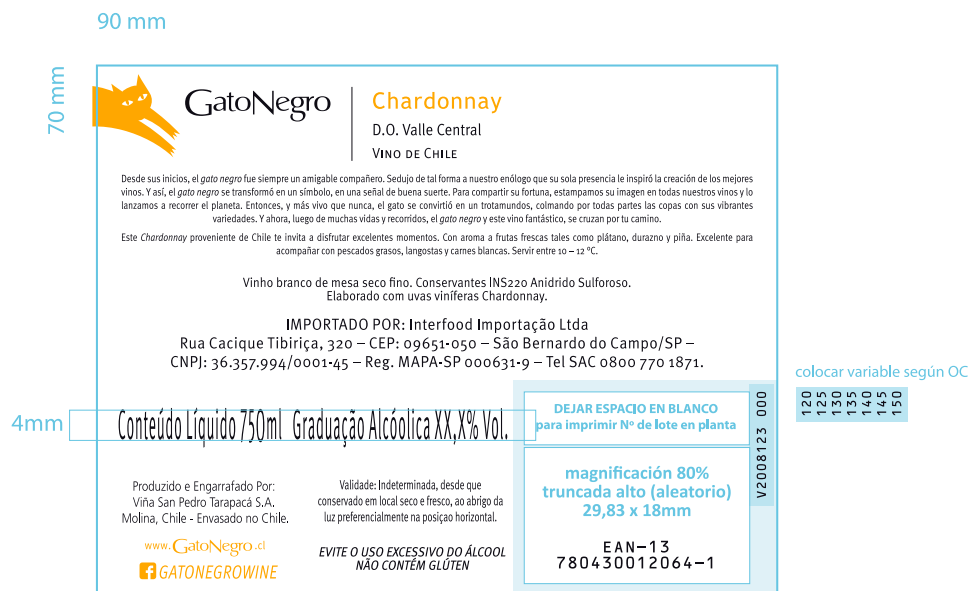 90 mm
70 mm
GatoNegro
Chardonnay
D.O. Valle Central
VINO DE CHILE
Desde sus inicios, el gato negro fue siempre un amigable compañero. Sedujo de tal forma a nuestro enólogo que su sola presencia le inspiró la creación de los mejores
vinos. Y así, el gato negro se transformó en un símbolo, en una señal de buena suerte. Para compartir su fortuna, estampamos su imagen en todas nuestros vinos y lo
lanzamos a recorrer el planeta. Entonces, y más vivo que nunca, el gato se convirtió en un trotamundos, colmando por todas partes las copas con sus vibrantes
variedades. Y ahora, luego de muchas vidas y recorridos, el gato negro y este vino fantástico, se cruzan por tu camino.
Este Chardonnay proveniente de Chile te invita a disfrutar excelentes momentos. Con aroma a frutas frescas tales como plátano, durazno y piña. Excelente para
acompañar con pescados grasos, langostas y carnes blancas. Servir entre 10 – 12 °C.
Vinho branco de mesa seco fino. Conservantes INS220 Anidrido Sulforoso.
Elaborado com uvas viníferas Chardonnay.
IMPORTADO POR: Interfood Importação Ltda
Rua Cacique Tibiriça, 320 – CEP: 09651-050 – São Bernardo do Campo/SP –
CNPJ: 36.357.994/0001-45 – Reg. MAPA-SP 000631-9 – Tel SAC 0800 770 1871.
4mm
Conteúdo Líquido 750ml Graduação Alcóolica XX,X% Vol.
DEJAR ESPACIO EN BLANCO
para imprimir Nº de lote en planta
V2008123 000
colocar variable según OC
120
125
130
135
140
145
150
Produzido e Engarrafado Por:
Viña San Pedro Tarapacá S.A.
Molina, Chile - Envasado no Chile.
www.GatoNegro.cl
GATONEGROWINE
Validade: Indeterminada, desde que
conservado em local seco e fresco, ao abrigo da
luz preferencialmente na posiçao horizontal.
EVITE O USO EXCESSIVO DO ÁLCOOL
NÃO CONTÉM GLÚTEN
magnificación 80%
truncada alto (aleatorio)
29,83 x 18mm
EAN-13
780430012064-1